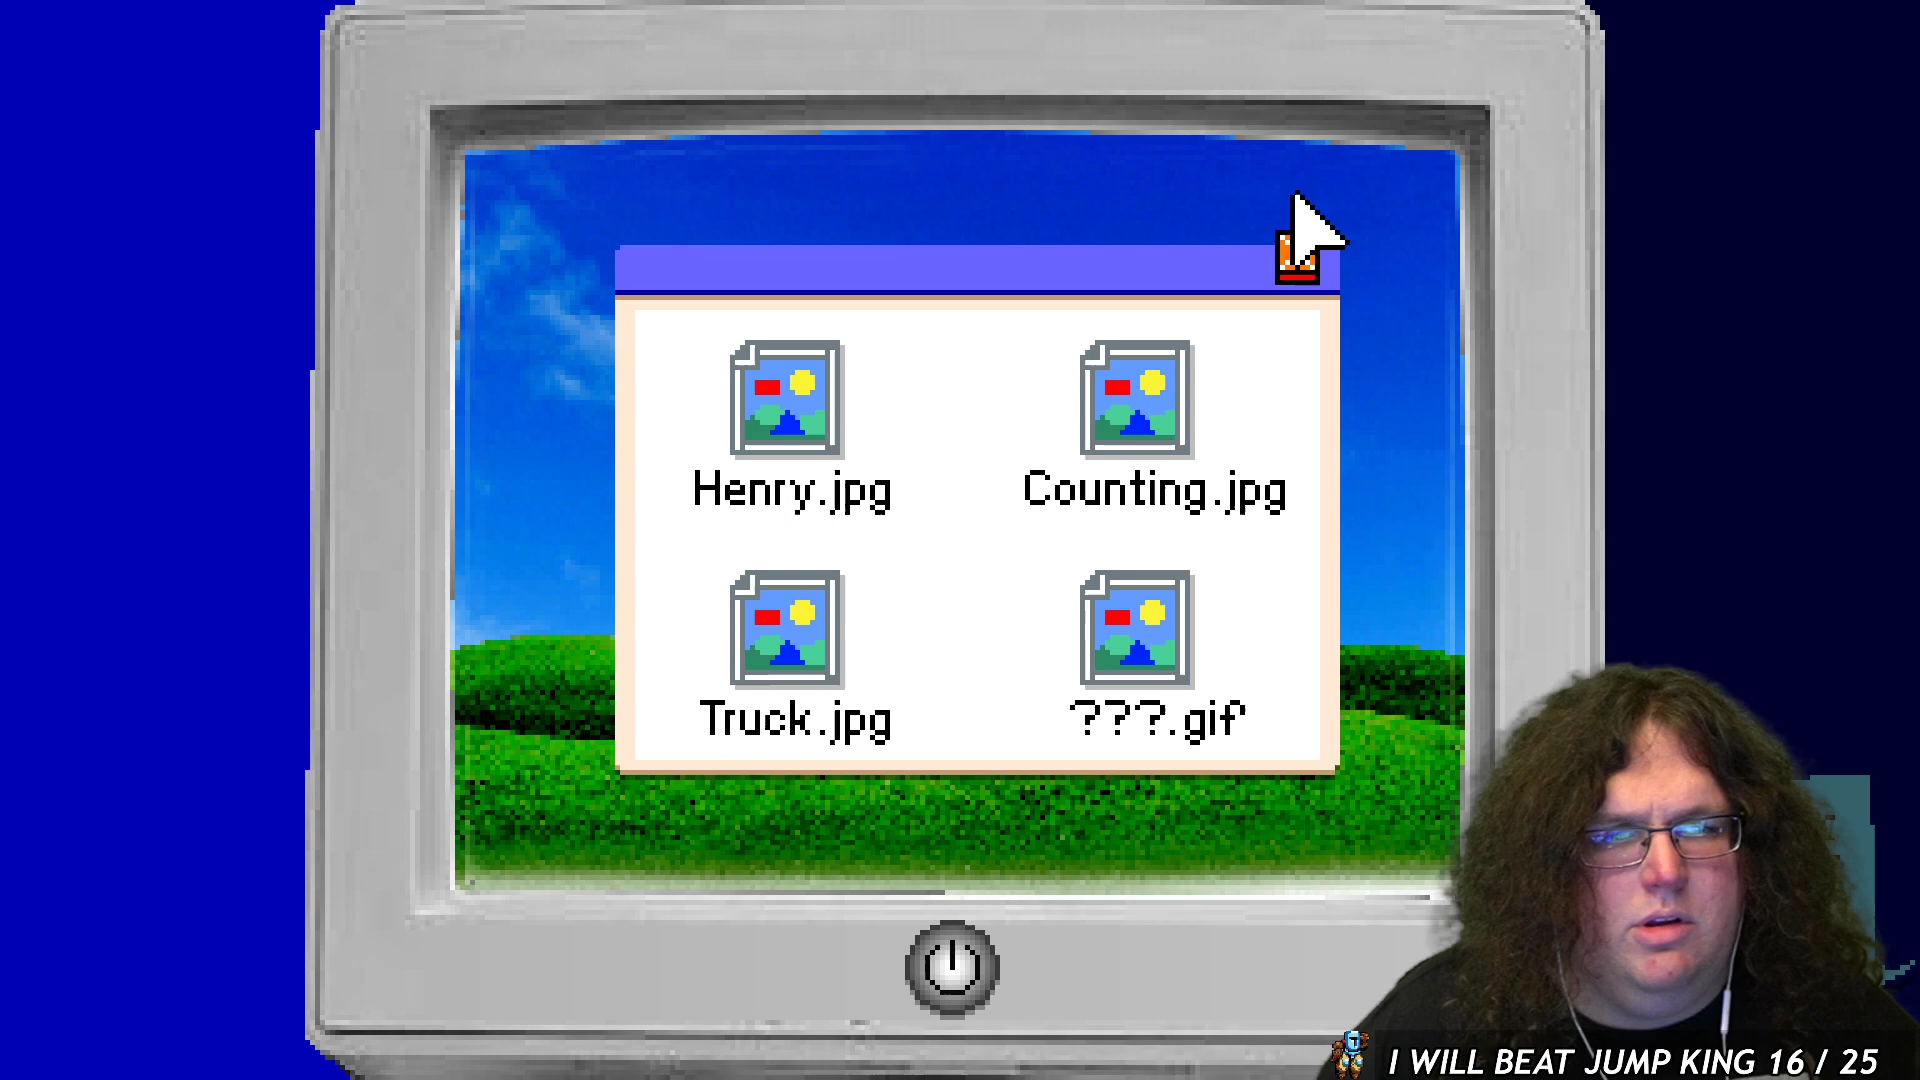 Henry.jpg
Counting.jpg
Truck.jpg
???.gif
I WILL BEAT JUMP KING 16 / 25